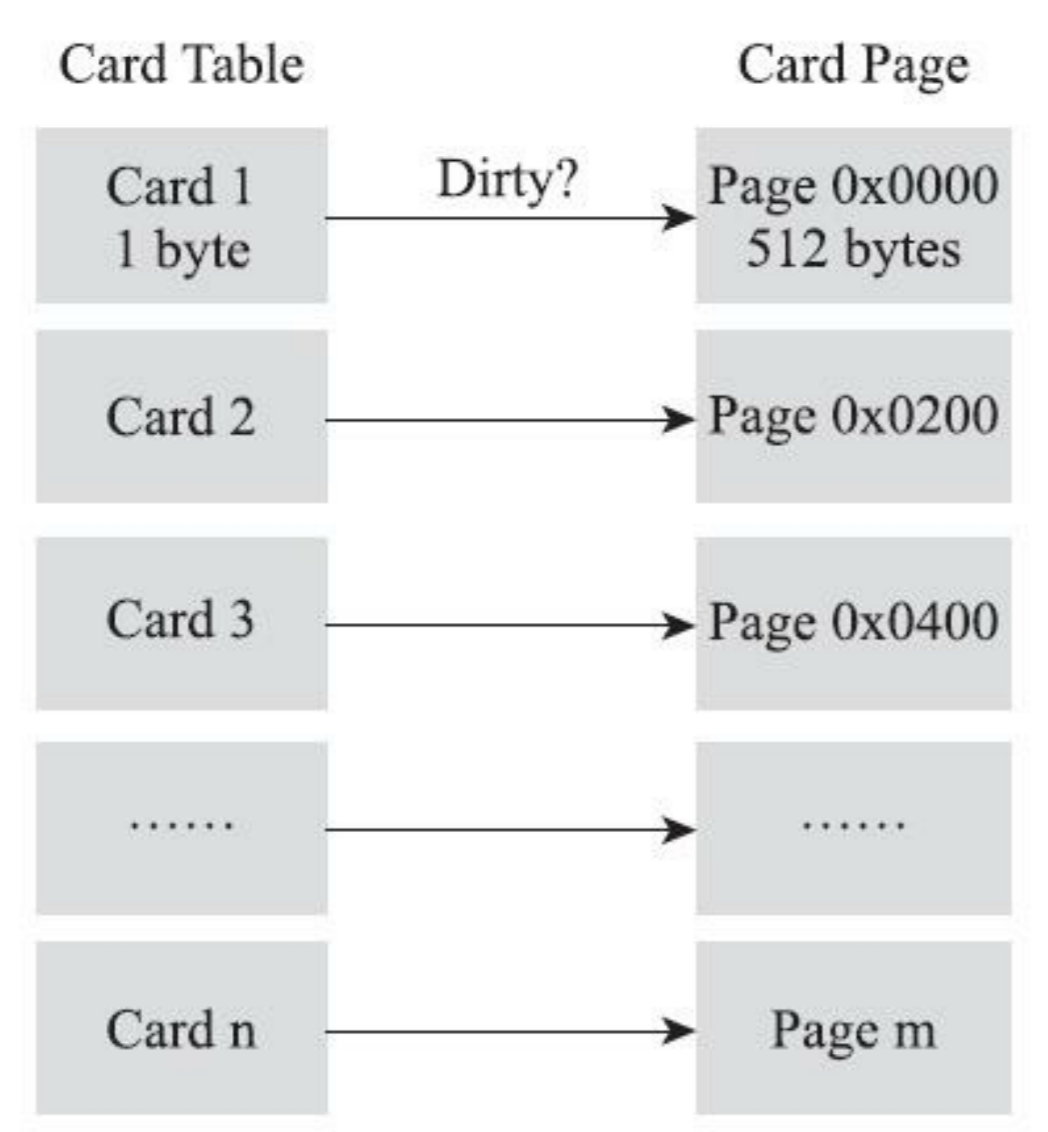 Card Table
Card Page
Card 1
1 byte
Dirty?
Page 0x0000
512 bytes
Card 2
Page 0x0200
Card 3
Page 0x0400
……
……
Card n
Page m